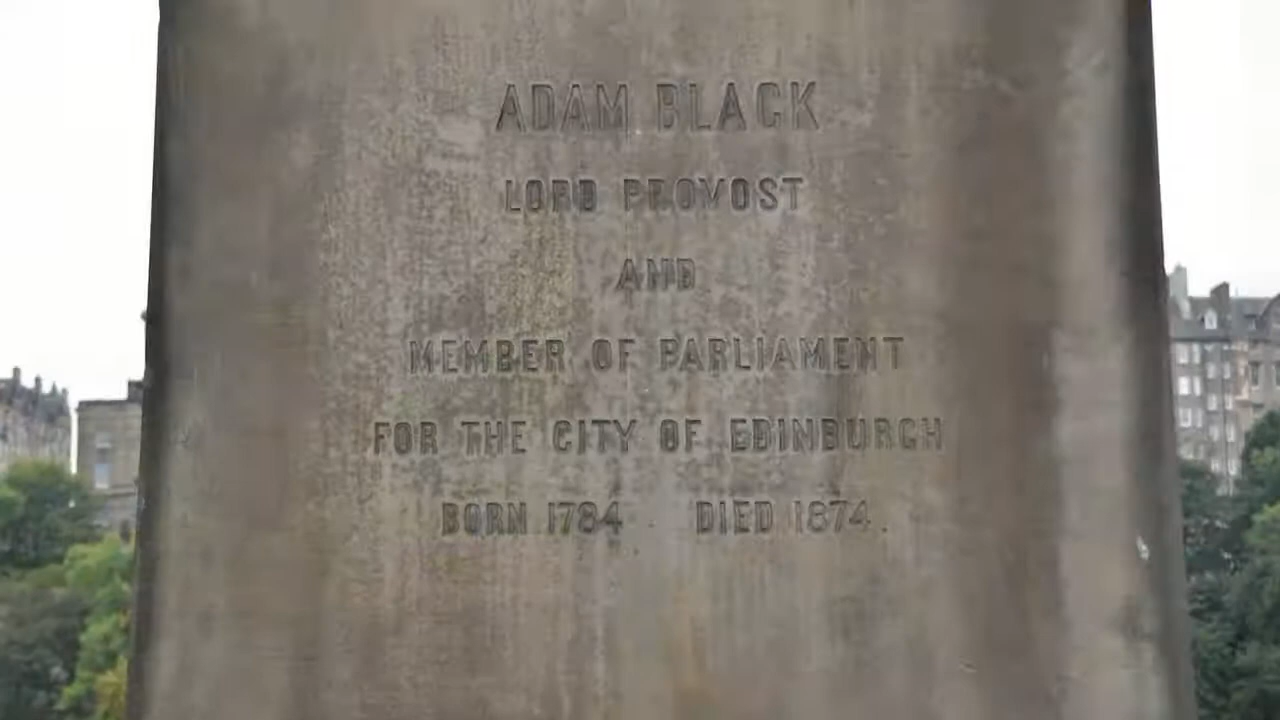 ADAM BLACK
LORD PROVOST
AND
MEMBER OF PARLIAMENT
FOR THE CITY OF EDINBURGH
BORN 1784 DIED 1874.